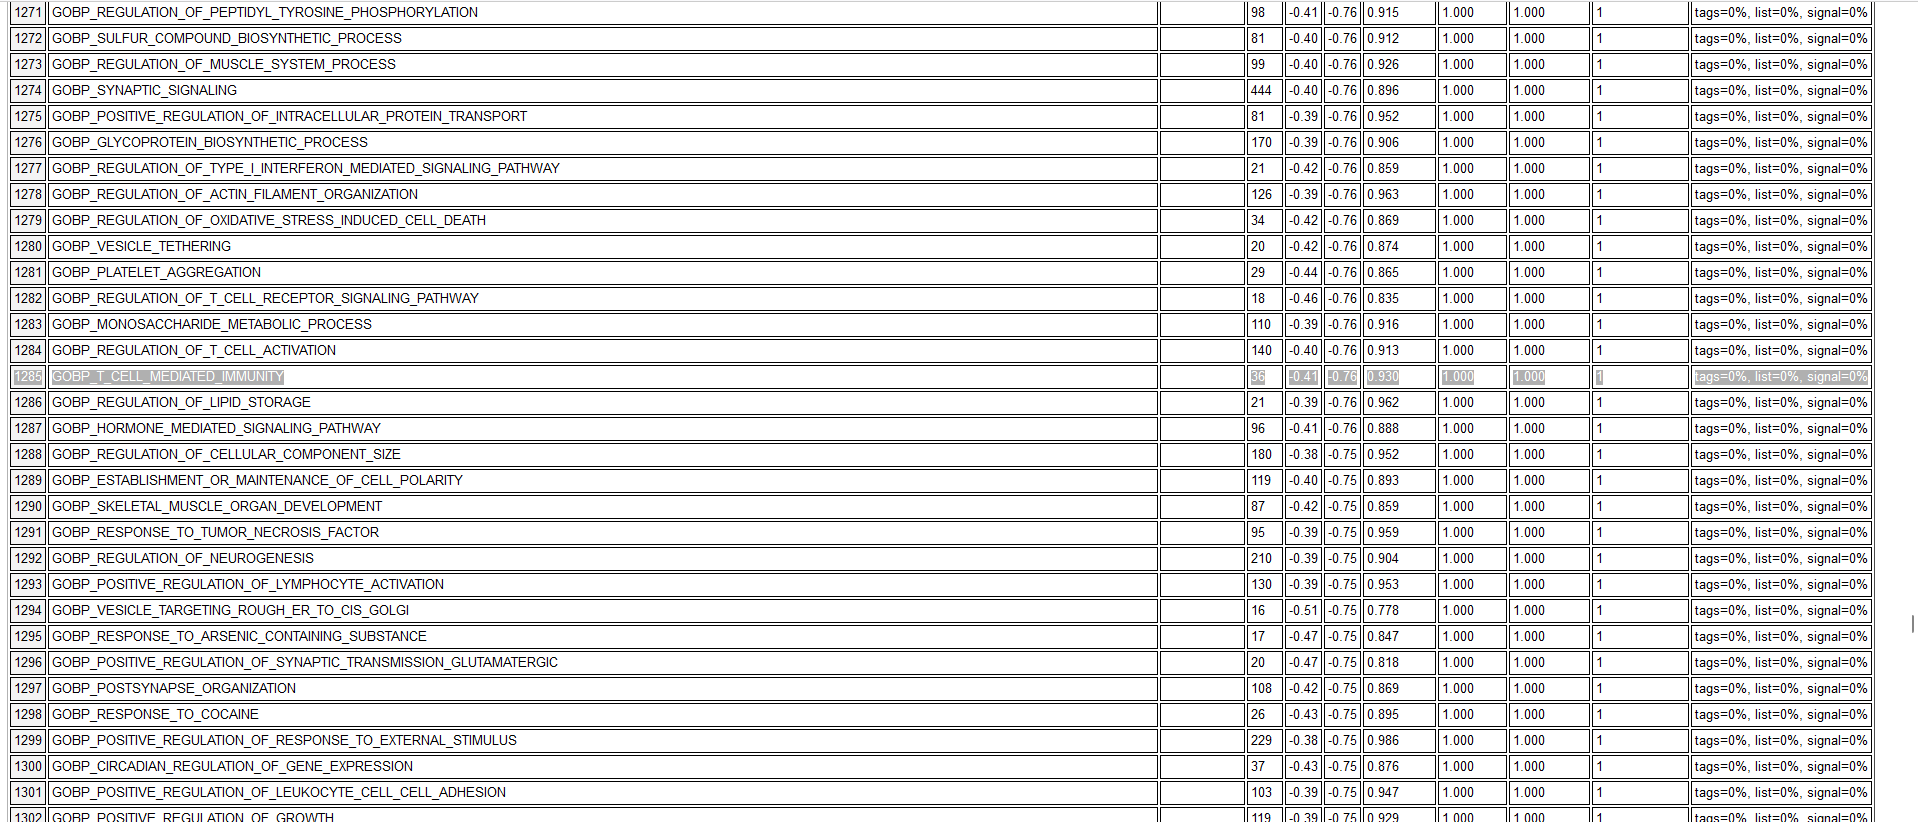 1271 GOBP_REGULATION_OF_PEPTIDYL_TYROSINE_PHOSPHORYLATION 98 -0.41 -0.76 0.915 1.000 1.000 1 tags=0%, list=0%, signal=0%
1272 GOBP_SULFUR_COMPOUND_BIOSYNTHETIC_PROCESS 81 -0.40 -0.76 0.912 1.000 1.000 1 tags=0%, list=0%, signal=0%
1273 GOBP_REGULATION_OF_MUSCLE_SYSTEM_PROCESS 99 -0.40 -0.76 0.926 1.000 1.000 1 tags=0%, list=0%, signal=0%
1274 GOBP_SYNAPTIC_SIGNALING 444 -0.40 -0.76 0.896 1.000 1.000 1 tags=0%, list=0%, signal=0%
1275 GOBP_POSITIVE_REGULATION_OF_INTRACELLULAR_PROTEIN_TRANSPORT 81 -0.39 -0.76 0.952 1.000 1.000 1 tags=0%, list=0%, signal=0%
1276 GOBP_GLYCOPROTEIN_BIOSYNTHETIC_PROCESS 170 -0.39 -0.76 0.906 1.000 1.000 1 tags=0%, list=0%, signal=0%
1277 GOBP_REGULATION_OF_TYPE_I_INTERFERON_MEDIATED_SIGNALING_PATHWAY 21 -0.42 -0.76 0.859 1.000 1.000 1 tags=0%, list=0%, signal=0%
1278 GOBP_REGULATION_OF_ACTIN_FILAMENT_ORGANIZATION 126 -0.39 -0.76 0.963 1.000 1.000 1 tags=0%, list=0%, signal=0%
1279 GOBP_REGULATION_OF_OXIDATIVE_STRESS_INDUCED_CELL_DEATH 34 -0.42 -0.76 0.869 1.000 1.000 1 tags=0%, list=0%, signal=0%
1280 GOBP_VESICLE_TETHERING 20 -0.42 -0.76 0.874 1.000 1.000 1 tags=0%, list=0%, signal=0%
1281 GOBP_PLATELET_AGGREGATION 29 -0.44 -0.76 0.865 1.000 1.000 1 tags=0%, list=0%, signal=0%
1282 GOBP_REGULATION_OF_T_CELL_RECEPTOR_SIGNALING_PATHWAY 18 -0.46 -0.76 0.835 1.000 1.000 1 tags=0%, list=0%, signal=0%
1283 GOBP_MONOSACCHARIDE_METABOLIC_PROCESS 110 -0.39 -0.76 0.916 1.000 1.000 1 tags=0%, list=0%, signal=0%
1284 GOBP_REGULATION_OF_T_CELL_ACTIVATION 140 -0.40 -0.76 0.913 1.000 1.000 1 tags=0%, list=0%, signal=0%
1285 GOBP_T_CELL_MEDIATED_IMMUNITY 36 -0.41 -0.76 0.930 1.000 1.000 1 tags=0%, list=0%, signal=0%
1286 GOBP_REGULATION_OF_LIPID_STORAGE 21 -0.39 -0.76 0.962 1.000 1.000 1 tags=0%, list=0%, signal=0%
1287 GOBP_HORMONE_MEDIATED_SIGNALING_PATHWAY 96 -0.41 -0.76 0.888 1.000 1.000 1 tags=0%, list=0%, signal=0%
1288 GOBP_REGULATION_OF_CELLULAR_COMPONENT_SIZE 180 -0.38 -0.75 0.952 1.000 1.000 1 tags=0%, list=0%, signal=0%
1289 GOBP_ESTABLISHMENT_OR_MAINTENANCE_OF_CELL_POLARITY 119 -0.40 -0.75 0.893 1.000 1.000 1 tags=0%, list=0%, signal=0%
1290 GOBP_SKELETAL_MUSCLE_ORGAN_DEVELOPMENT 87 -0.42 -0.75 0.859 1.000 1.000 1 tags=0%, list=0%, signal=0%
1291 GOBP_RESPONSE_TO_TUMOR_NECROSIS_FACTOR 95 -0.39 -0.75 0.959 1.000 1.000 1 tags=0%, list=0%, signal=0%
1292 GOBP_REGULATION_OF_NEUROGENESIS 210 -0.39 -0.75 0.904 1.000 1.000 1 tags=0%, list=0%, signal=0%
1293 GOBP_POSITIVE_REGULATION_OF_LYMPHOCYTE_ACTIVATION 130 -0.39 -0.75 0.953 1.000 1.000 1 tags=0%, list=0%, signal=0%
1294 GOBP_VESICLE_TARGETING_ROUGH_ER_TO_CIS_GOLGI 16 -0.51 -0.75 0.778 1.000 1.000 1 tags=0%, list=0%, signal=0%
1295 GOBP_RESPONSE_TO_ARSENIC_CONTAINING_SUBSTANCE 17 -0.47 -0.75 0.847 1.000 1.000 1 tags=0%, list=0%, signal=0%
1296 GOBP_POSITIVE_REGULATION_OF_SYNAPTIC_TRANSMISSION_GLUTAMATERGIC 20 -0.47 -0.75 0.818 1.000 1.000 1 tags=0%, list=0%, signal=0%
1297 GOBP_POSTSYNAPSE_ORGANIZATION 108 -0.42 -0.75 0.869 1.000 1.000 1 tags=0%, list=0%, signal=0%
1298 GOBP_RESPONSE_TO_COCAINE 26 -0.43 -0.75 0.895 1.000 1.000 1 tags=0%, list=0%, signal=0%
1299 GOBP_POSITIVE_REGULATION_OF_RESPONSE_TO_EXTERNAL_STIMULUS 229 -0.38 -0.75 0.986 1.000 1.000 1 tags=0%, list=0%, signal=0%
1300 GOBP_CIRCADIAN_REGULATION_OF_GENE_EXPRESSION 37 -0.43 -0.75 0.876 1.000 1.000 1 tags=0%, list=0%, signal=0%
1301 GOBP_POSITIVE_REGULATION_OF_LEUKOCYTE_CELL_CELL_ADHESION 103 -0.39 -0.75 0.947 1.000 1.000 1 tags=0%, list=0%, signal=0%
1302 GOBP_POSITIVE_REGULATION_OF_GROWTH 119 -0.39 -0.75 0.929 1.000 1.000 1 tags=0%, list=0%, signal=0%